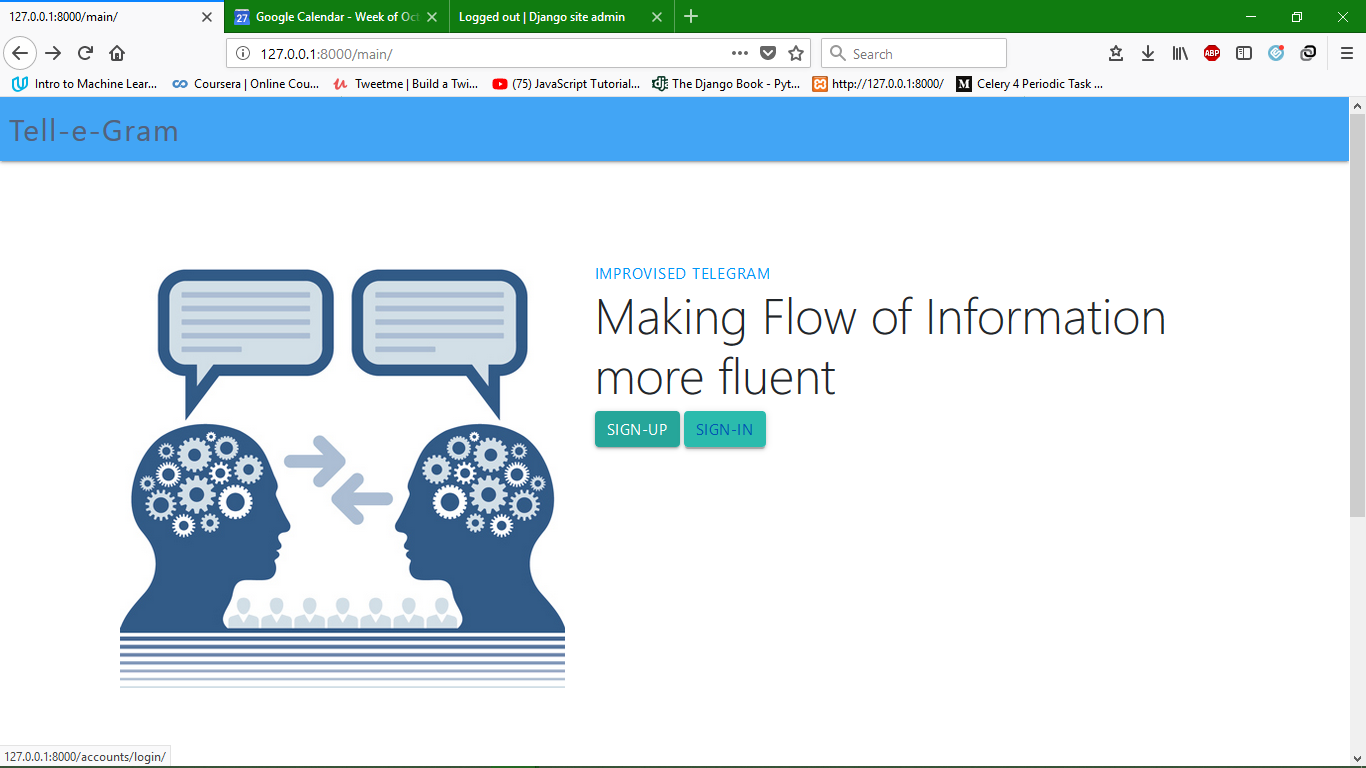 127.0.0.1:8000/main/
27 Google Calendar - Week of Oct
Logged out | Django site admin
127.0.0.1:8000/main/
Search
Intro to Machine Lear... Coursera | Online Cou... Tweetme | Build a Twi... (75) JavaScript Tutorial... The Django Book - Pyt... http://127.0.0.1:8000/ Celery 4 Periodic Task ...
ABP
Tell-e-Gram
IMPROVISED TELEGRAM
Making Flow of Information
more fluent
SIGN-UP SIGN-IN
127.0.0.1:8000/accounts/login/